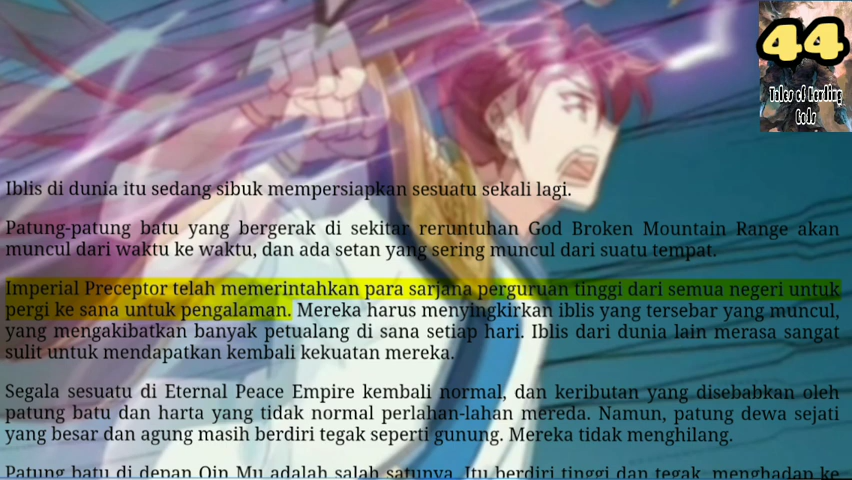 44
Tales of Herding
Gods
Iblis di dunia itu sedang sibuk mempersiapkan sesuatu sekali lagi.
Patung-patung batu yang bergerak di sekitar reruntuhan God Broken Mountain Range akan
muncul dari waktu ke waktu, dan ada setan yang sering muncul dari suatu tempat.
Imperial Preceptor telah memerintahkan para sarjana perguruan tinggi dari semua negeri untuk
pergi ke sana untuk pengalaman. Mereka harus menyingkirkan iblis yang tersebar yang muncul,
yang mengakibatkan banyak petualang di sana setiap hari. Iblis dari dunia lain merasa sangat
sulit untuk mendapatkan kembali kekuatan mereka.
Segala sesuatu di Eternal Peace Empire kembali normal, dan keributan yang disebabkan oleh
patung batu dan harta yang tidak normal perlahan-lahan mereda. Namun, patung dewa sejati
yang besar dan agung masih berdiri tegak seperti gunung. Mereka tidak menghilang.
Patung batu di depan Qin Mu adalah salah satunya. Itu berdiri tinggi dan tegak, menghadap ke